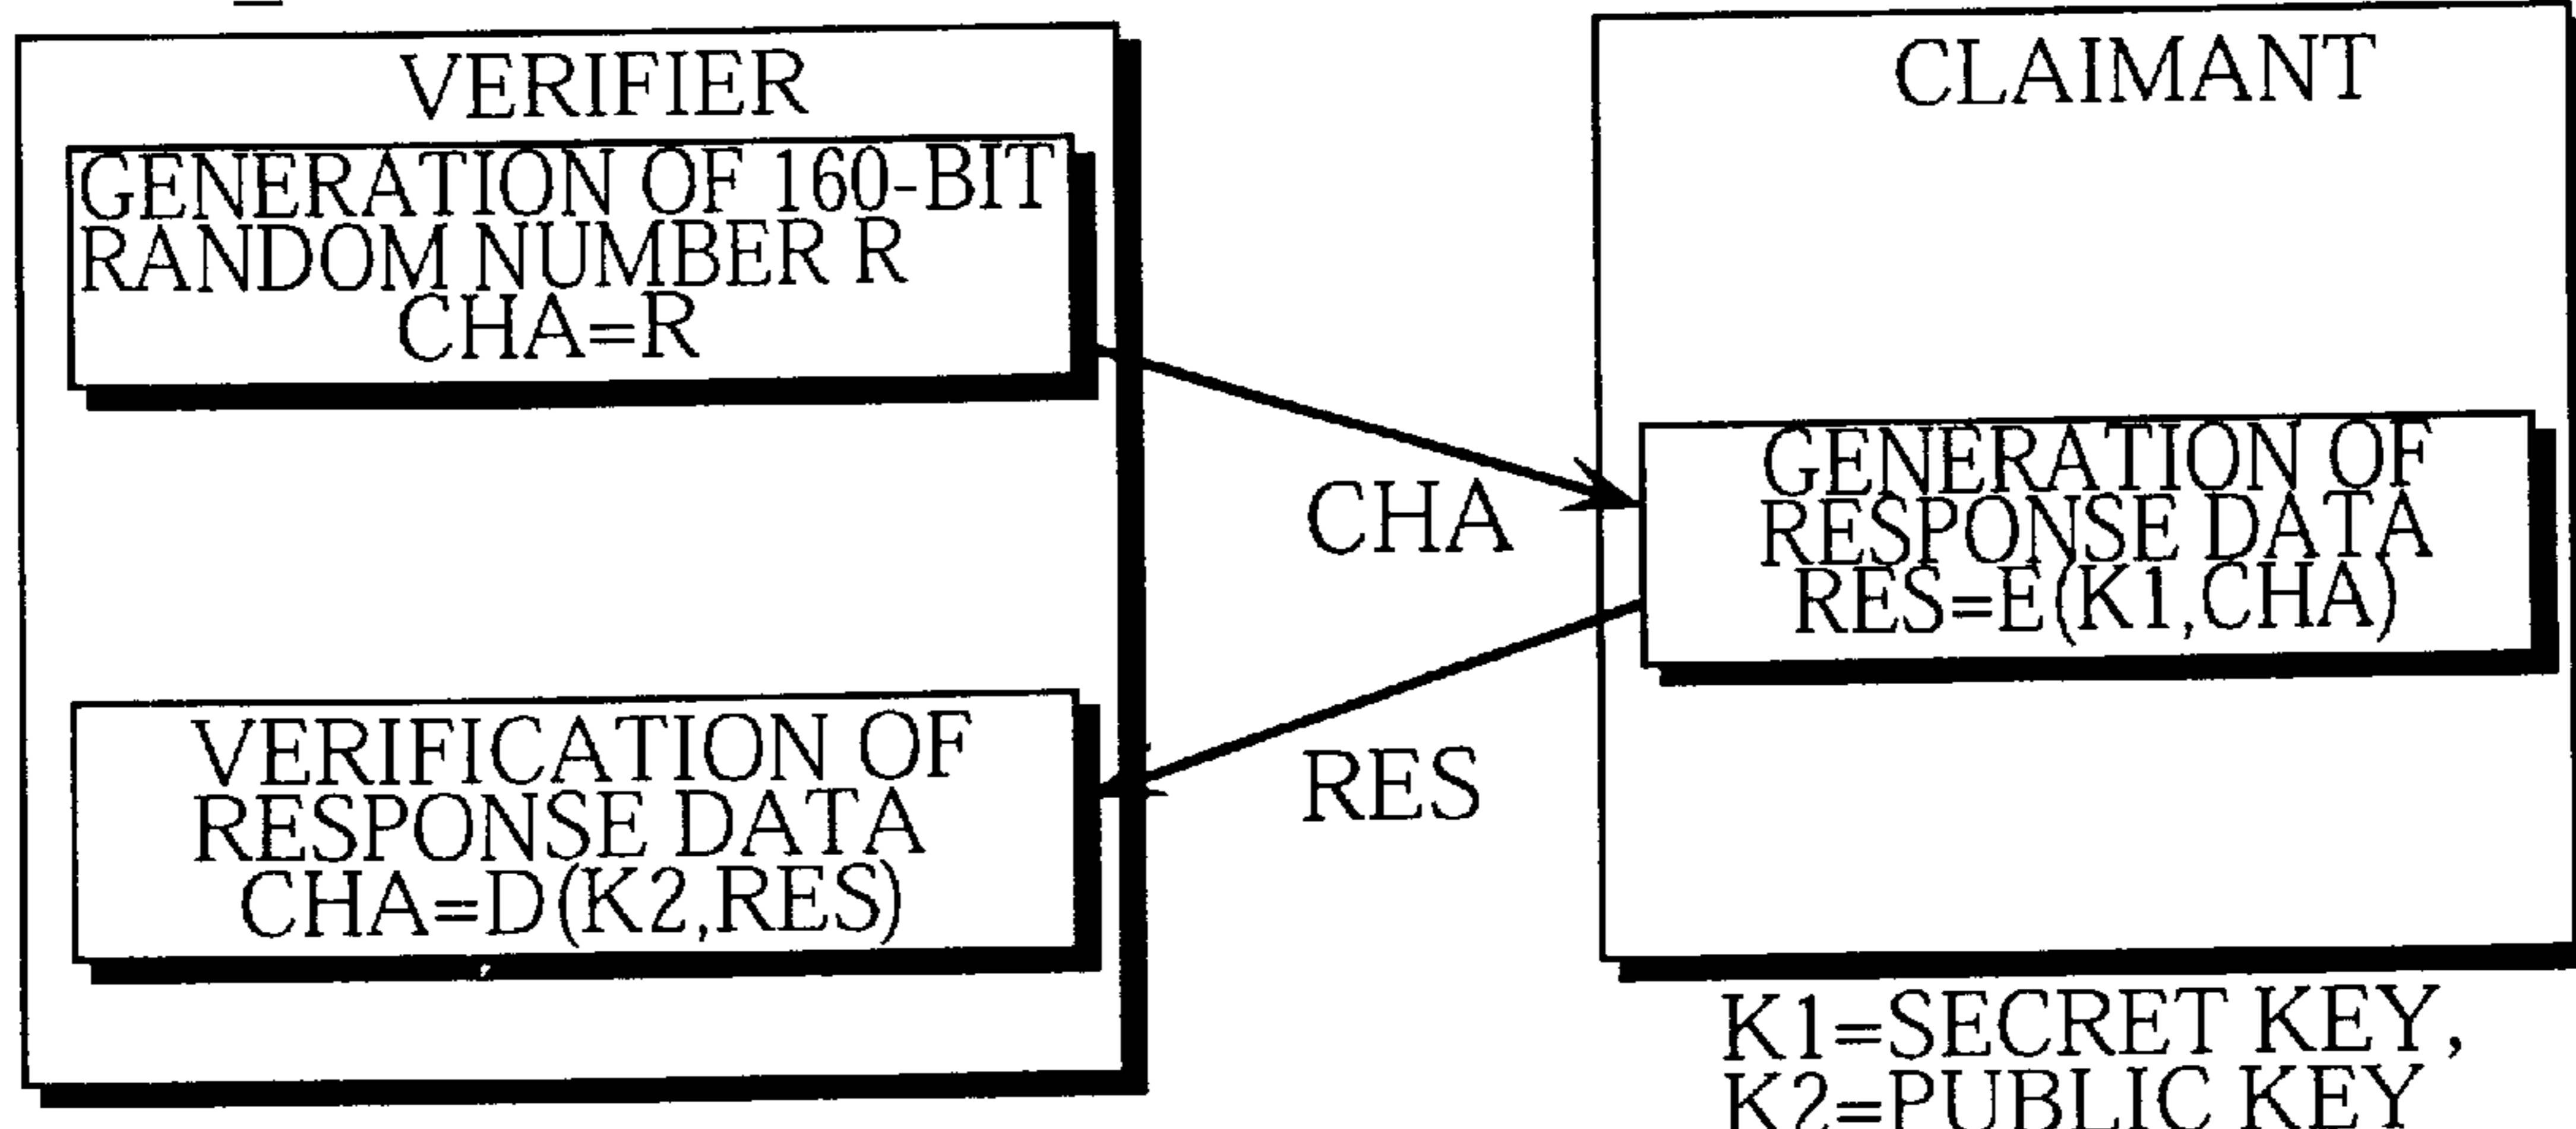 VERIFIER
GENERATION OF 160-BIT
RANDOM NUMBER R
CHA=R
CHA
RES
VERIFICATION OF
RESPONSE DATA
CHA=D(K2,RES)
CLAIMANT
GENERATION OF
RESPONSE DATA
RES=E(K1,CHA)
K1=SECRET KEY,
K2=PUBLIC KEY